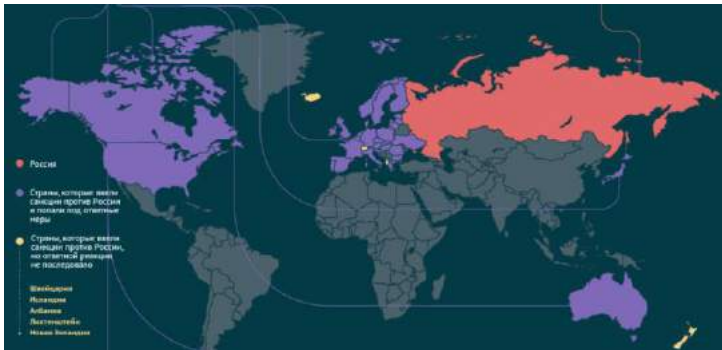 Россия
Страны, которые ввели
санкции против России
и попали под ответные
меры
Страны, которые ввели
санкции против России,
но ответной реакции
не последовало
Швейцария
Исландия
Албания
Лихтенштейн
Новая Зеландия